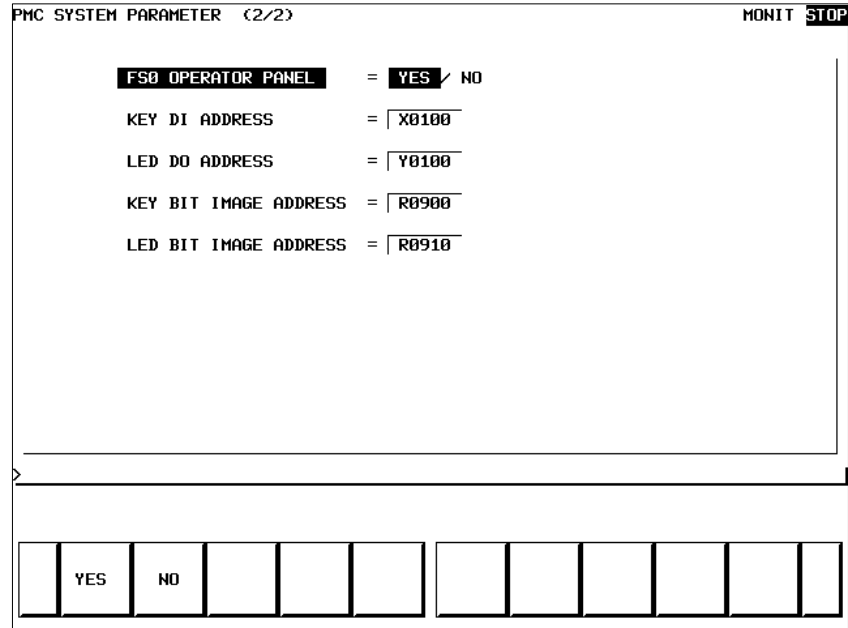 PMC SYSTEM PARAMETER (2/2) MONIT STOP
FS0 OPERATOR PANEL = YES / NO
KEY DI ADDRESS = X0100
LED DO ADDRESS = Y0100
KEY BIT IMAGE ADDRESS = R0900
LED BIT IMAGE ADDRESS = R0910
>
YES NO